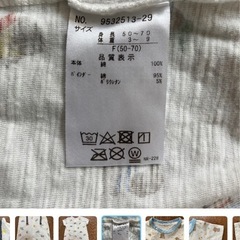 NO. 9532513-29
サイズ
身長:50~70
体重:3~9
F(50-70)
品質表示
本体 綿 100%
バインダー 綿 95%
ポリウレタン 5%
NB-229